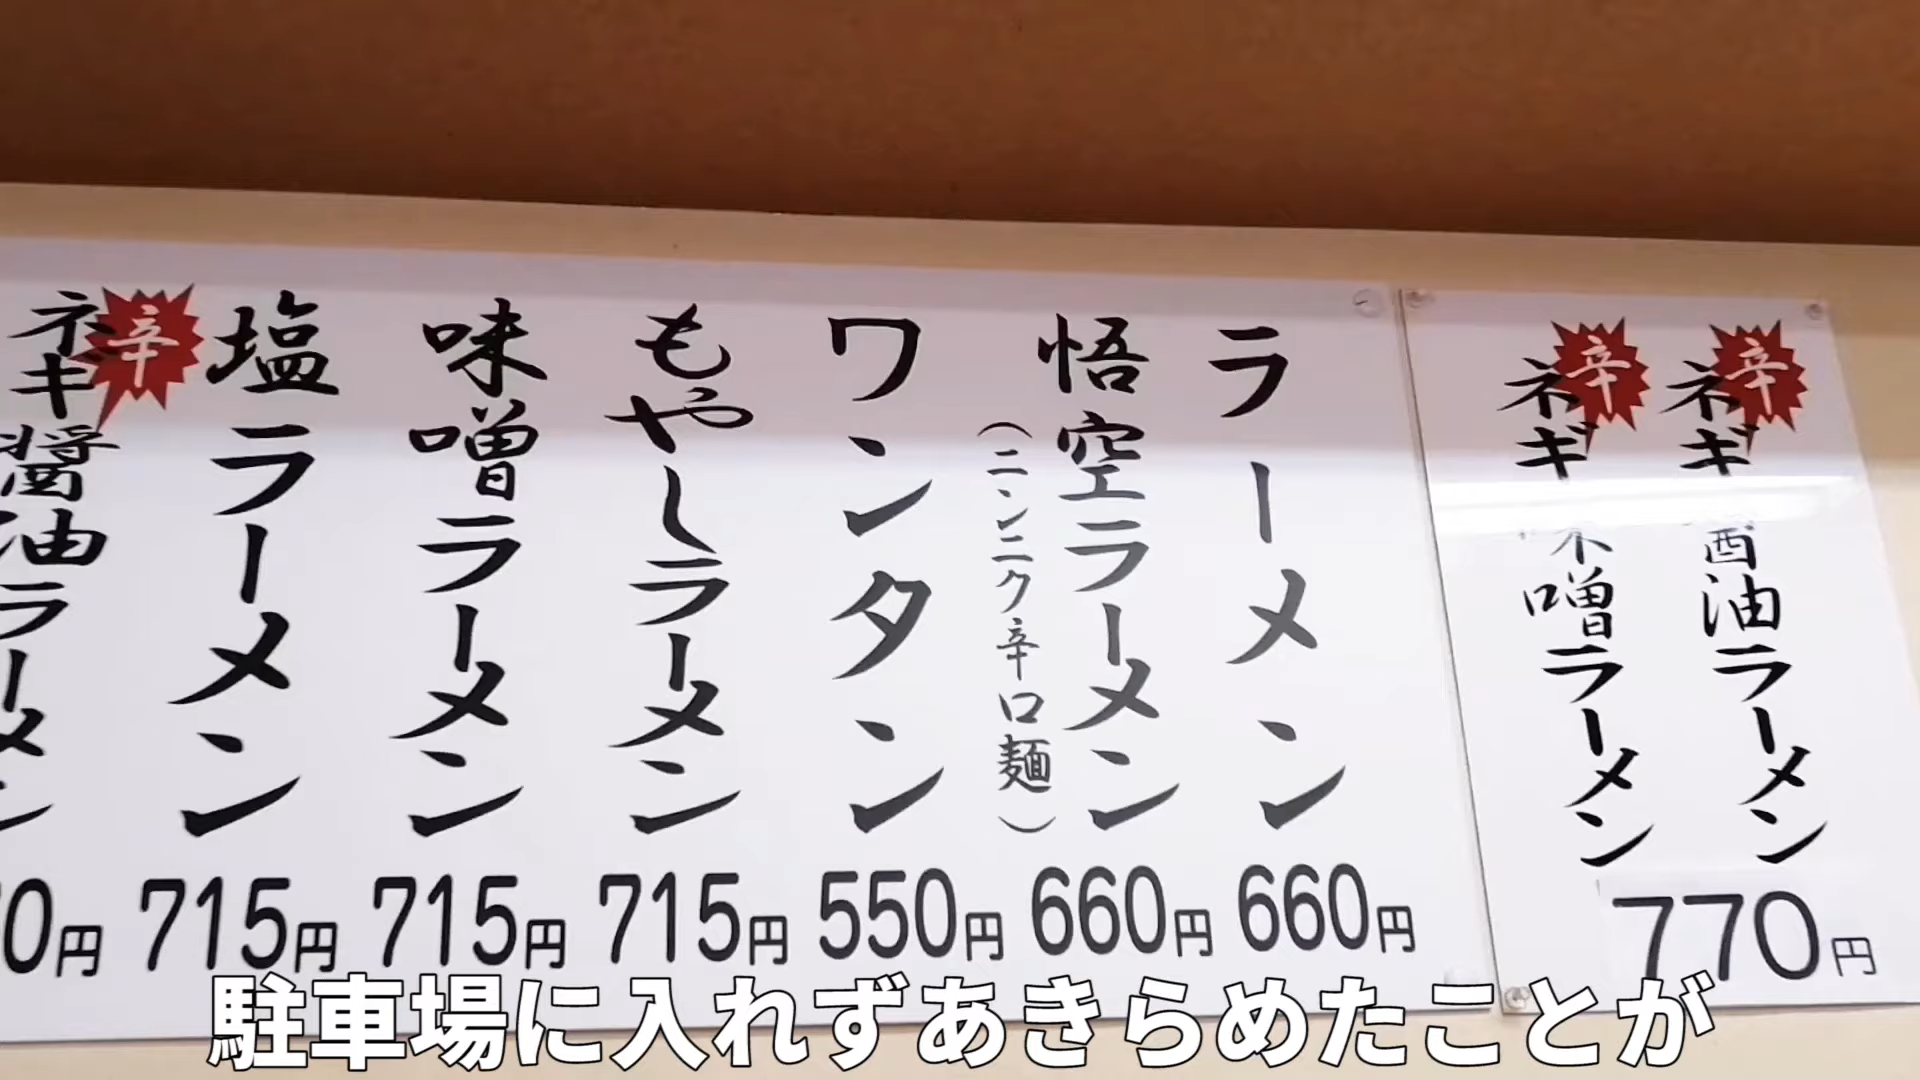 辛
ネギ醤油ラーメン
辛
ネギ味噌ラーメン
770円
ラーメン
660円
悟空ラーメン
(ニンニク辛口麺)
660円
ワンタン
550円
もやしラーメン
715円
味噌ラーメン
715円
塩ラーメン
715円
辛
ネギ醤油ラーメン
0円
駐車場に入れずあきらめたことが